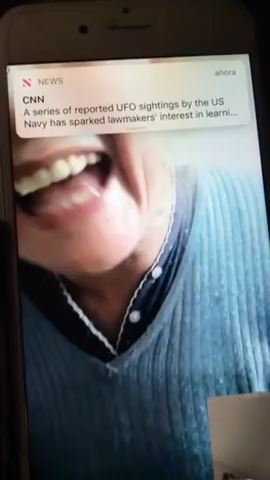 NEWS
ahora
CNN
A series of reported UFO sightings by the US
Navy has sparked lawmakers' interest in learni...